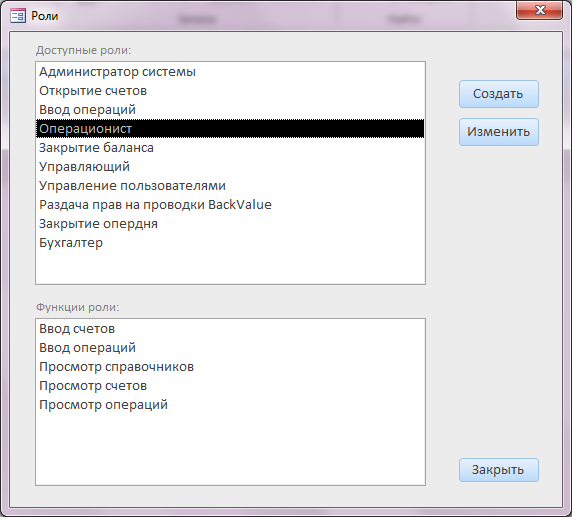 Роли
Доступные роли:
Администратор системы
Открытие счетов
Ввод операций
Операционист
Закрытие баланса
Управляющий
Управление пользователями
Раздача прав на проводки BackValue
Закрытие опердня
Бухгалтер
Создать
Изменить
Функции роли:
Ввод счетов
Ввод операций
Просмотр справочников
Просмотр счетов
Просмотр операций
Закрыть